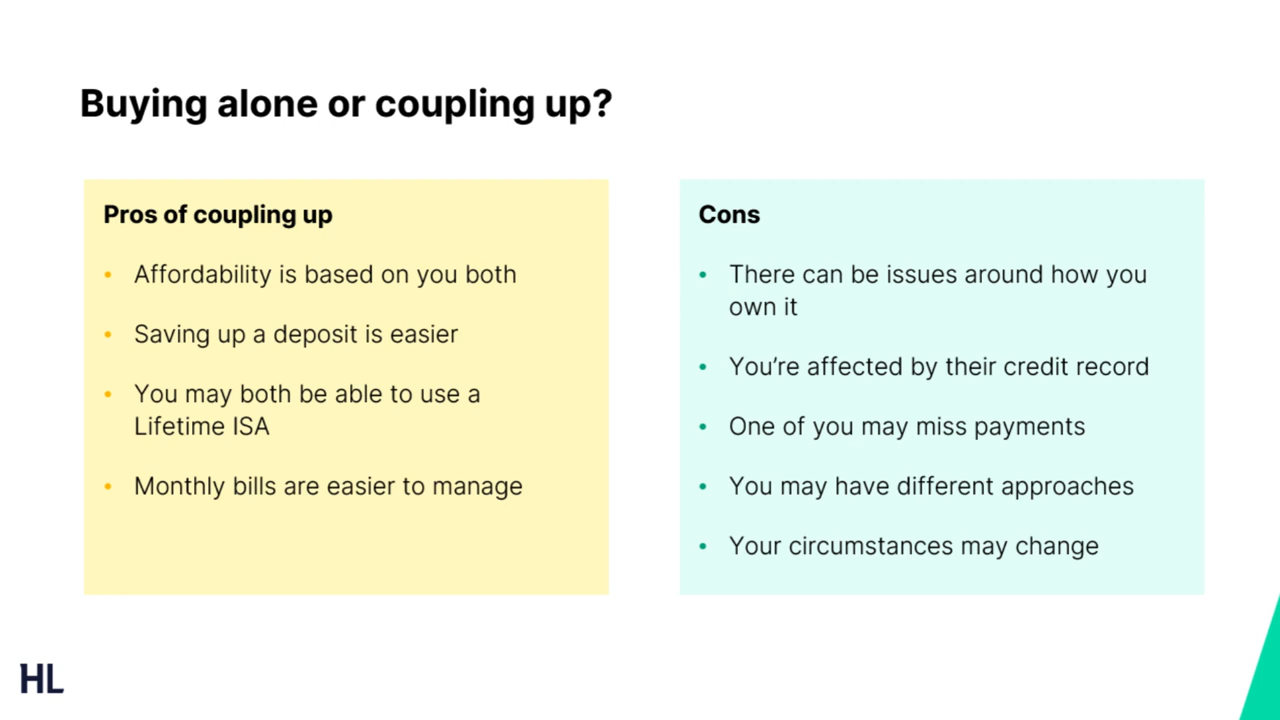 Buying alone or coupling up?
Pros of coupling up
• Affordability is based on you both
• Saving up a deposit is easier
• You may both be able to use a
Lifetime ISA
• Monthly bills are easier to manage
Cons
• There can be issues around how you
own it
• You’re affected by their credit record
• One of you may miss payments
• You may have different approaches
• Your circumstances may change
HL